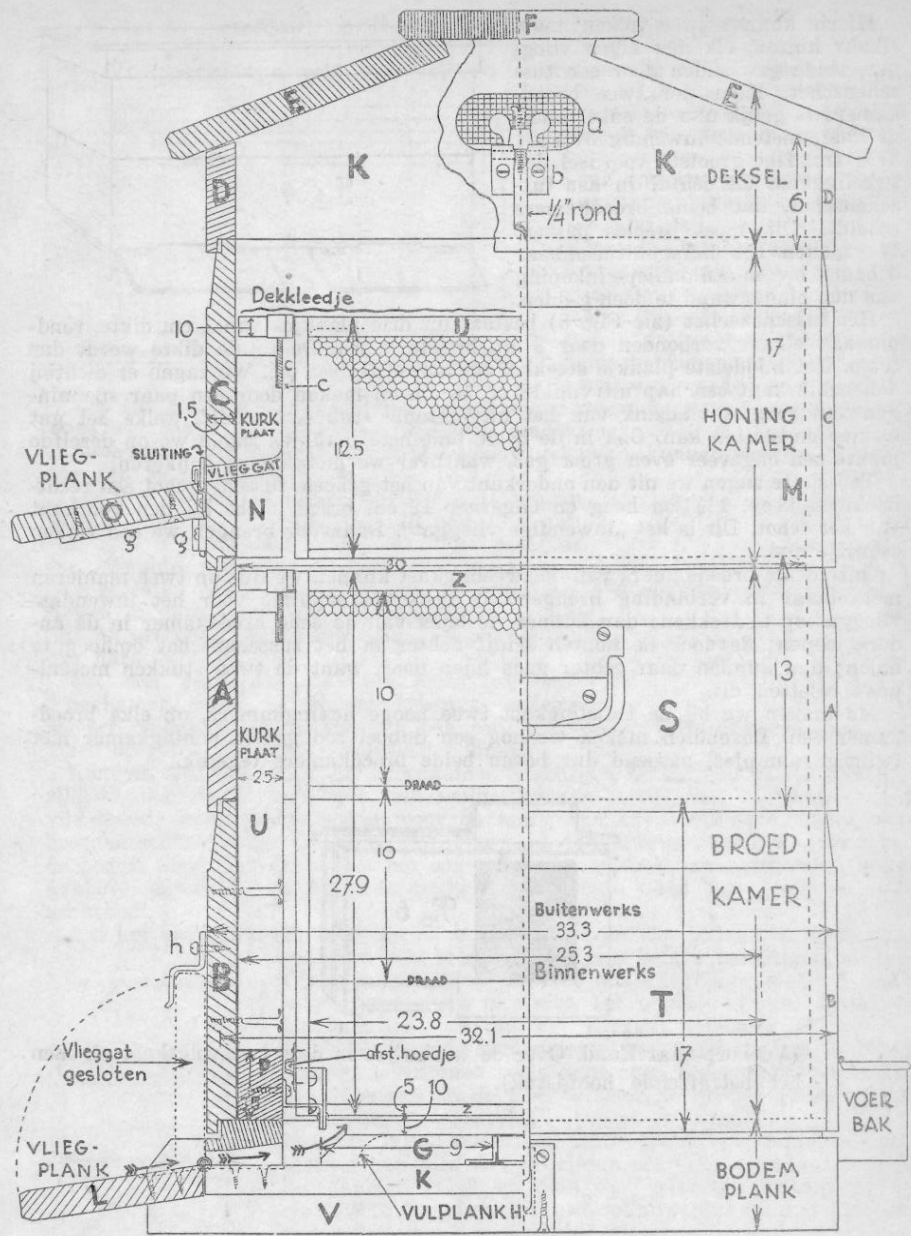 F
E
E
a
K
K
b
D
DEKSEL
D
6
¼" rond
Dekkleedje
U
10
17
C
C
c
C
1,5
KURK
PLAAT
12.5
HONING
KAMER
SLUITING
VLIEG-
PLANK
VLIEGGAT
O
N
M
g
g
30
Z
13
A
10
S
A
KURK
PLAAT
25
DRAAD
U
10
BROED
KAMER
27.9
Buitenwerks
33,3
h
25,3
B
DRAAD
Binnenwerks
T
B
23.8
32.1
Vlieggat
gesloten
P
afst.hoedje
17
5
10
Z
VOER
BAK
VLIEG-
PLANK
G
9
L
K
BODEM
PLANK
V
VULPLANK H